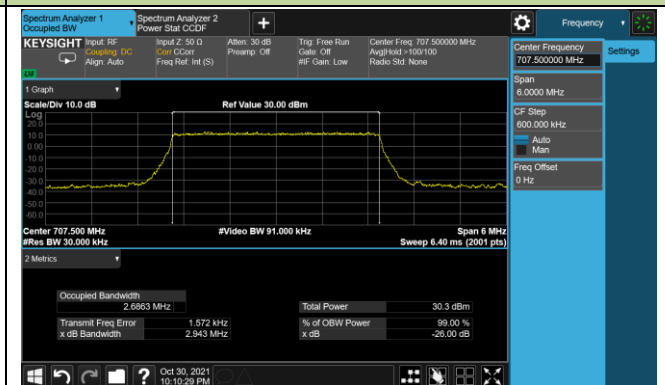 Spectrum Analyzer 1
Occupied BW
Spectrum Analyzer 2
Power Stat CCDF
Frequency
KEYSIGHT
Input: RF
Coupling: DC
Align: Auto
Input Z: 50 Ω
Corr CCorr
Freq Ref: Int (S)
Atten: 30 dB
Preamp: Off
Trig: Free Run
Gate: Off
#IF Gain: Low
Center Freq: 707.500000 MHz
Avg|Hold:>100/100
Radio Std: None
Center Frequency
707.500000 MHz
Settings
Span
6.0000 MHz
CF Step
600.000 kHz
Auto
Man
Freq Offset
0 Hz
1 Graph
Scale/Div 10.0 dB
Ref Value 30.00 dBm
Log
20.0
10.0
0.00
-10.0
-20.0
-30.0
-40.0
-50.0
-60.0
Center 707.500 MHz
#Video BW 91.000 kHz
Span 6 MHz
#Res BW 30.000 kHz
Sweep 6.40 ms (2001 pts)
2 Metrics
Occupied Bandwidth
2.6863 MHz
Total Power 30.3 dBm
Transmit Freq Error 1.572 kHz
% of OBW Power 99.00 %
x dB Bandwidth 2.943 MHz
x dB -26.00 dB
Oct 30, 2021
10:10:29 PM